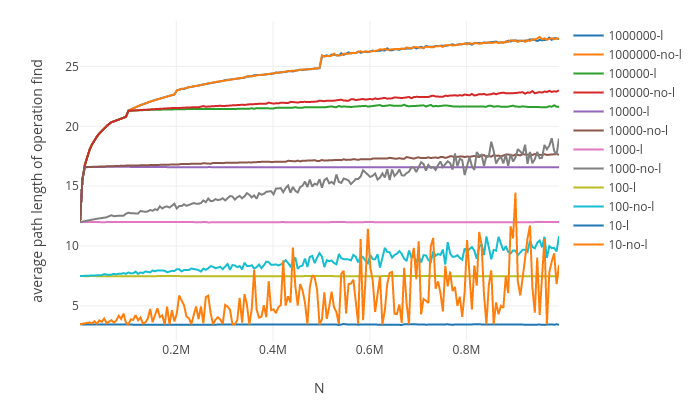 average path length of operation find
25
20
15
10
5
0.2M
0.4M
0.6M
0.8M
N
1000000-l
1000000-no-l
100000-l
100000-no-l
10000-l
10000-no-l
1000-l
1000-no-l
100-l
100-no-l
10-l
10-no-l